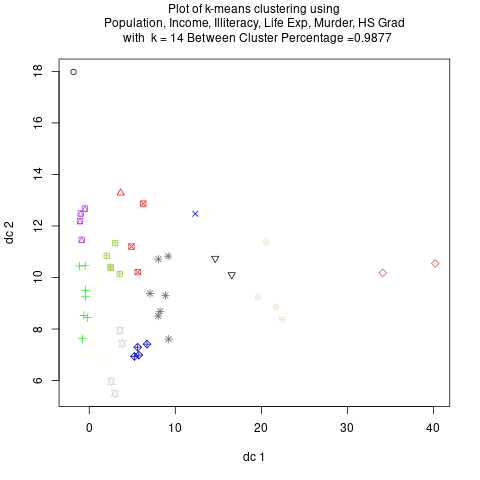 Plot of k-means clustering using
Population, Income, Illiteracy, Life Exp, Murder, HS Grad
with k = 14 Between Cluster Percentage =0.9877
18
16
14
12
10
8
6
dc 2
0 10 20 30 40
dc 1